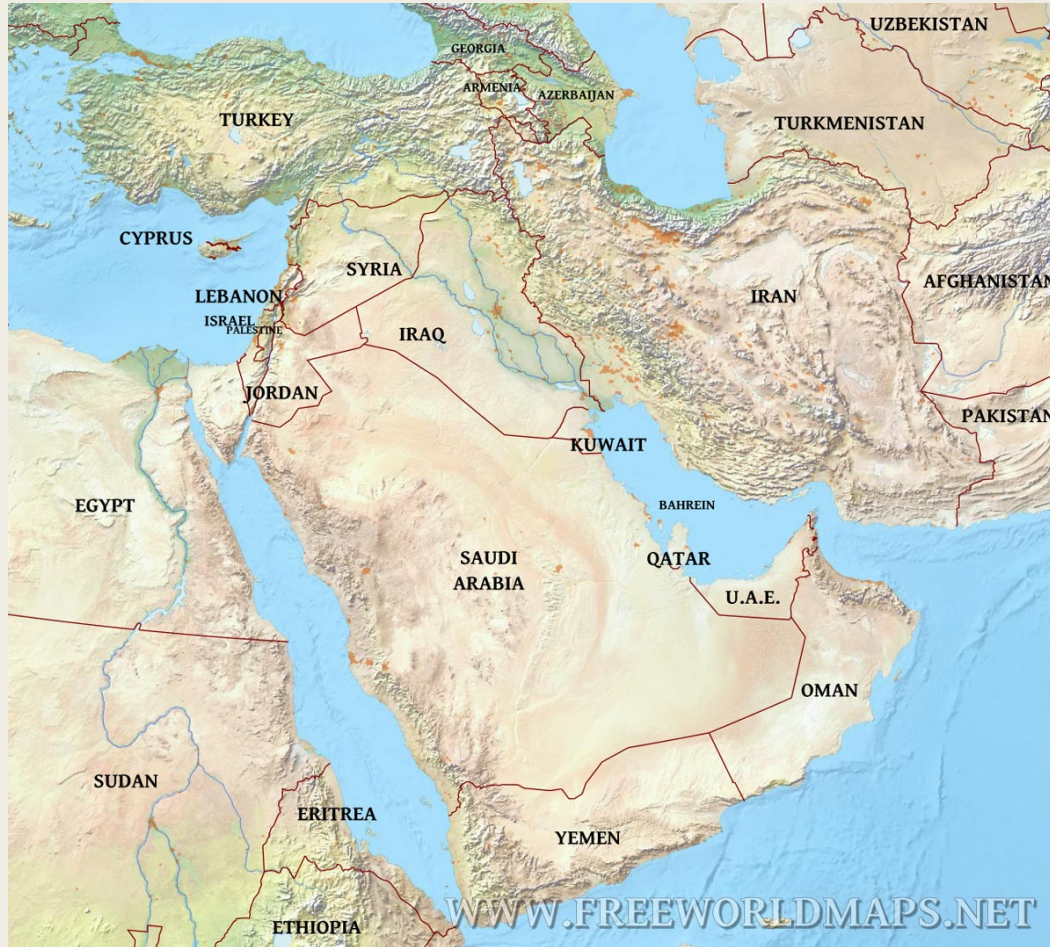 UZBEKISTAN
GEORGIA
ARMENIA
AZERBAIJAN
TURKEY
TURKMENISTAN
CYPRUS
SYRIA
LEBANON
ISRAEL
PALESTINE
IRAQ
IRAN
AFGHANISTAN
JORDAN
PAKISTAN
KUWAIT
EGYPT
BAHREIN
SAUDI
ARABIA
QATAR
U.A.E.
OMAN
SUDAN
ERITREA
YEMEN
ETHIOPIA
WWW.FREEWORLDMAPS.NET